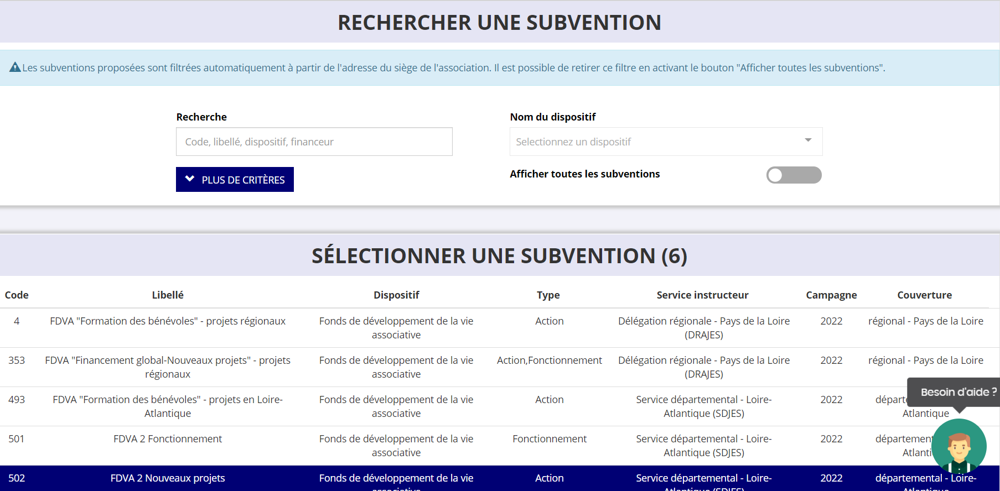 RECHERCHER UNE SUBVENTION
Les subventions proposées sont filtrées automatiquement à partir de l'adresse du siège de l'association. Il est possible de retirer ce filtre en activant le bouton "Afficher toutes les subventions".
Recherche
Nom du dispositif
Code, libellé, dispositif, financeur
Selectionnez un dispositif
PLUS DE CRITÈRES
Afficher toutes les subventions
SÉLECTIONNER UNE SUBVENTION (6)
Code Libellé Dispositif Type Service instructeur Campagne Couverture
4 FDVA "Formation des bénévoles" - projets régionaux Fonds de développement de la vie Action Délégation régionale - Pays de la Loire 2022 régional - Pays de la Loire
associative (DRAJES)
353 FDVA "Financement global-Nouveaux projets" - projets Fonds de développement de la vie Action,Fonctionnement Délégation régionale - Pays de la Loire 2022 régional - Pays de la Loire
régionaux associative (DRAJES)
Besoin d'aide ?
493 FDVA "Formation des bénévoles" - projets en Loire- Fonds de développement de la vie Action Service départemental - Loire- 2022
Atlantique associative Atlantique (SDJES) Atlantique
501 FDVA 2 Fonctionnement Fonds de développement de la vie Fonctionnement Service départemental - Loire- 2022
associative Atlantique (SDJES)
502 FDVA 2 Nouveaux projets Fonds de développement de la vie Action Service départemental - Loire- 2022 départemental - Loire-